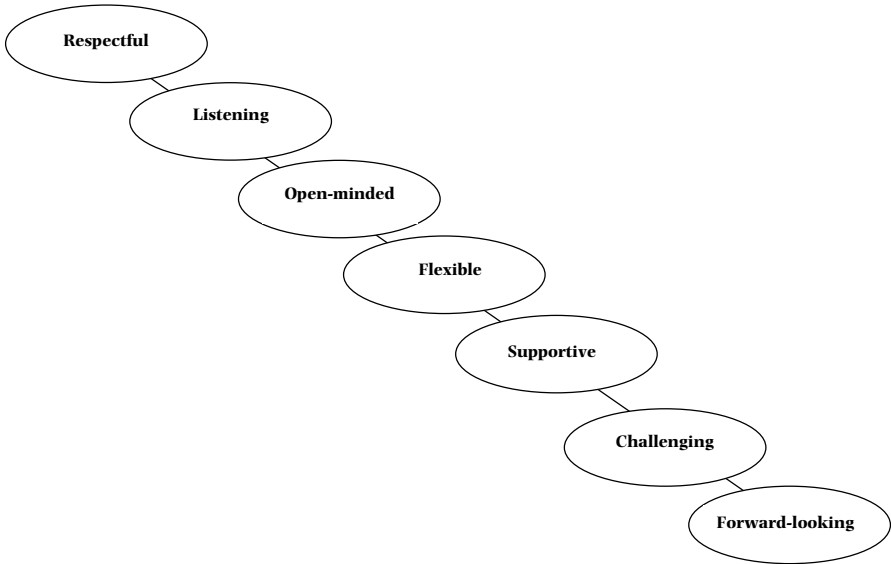 Respectful
Listening
Open-minded
Flexible
Supportive
Challenging
Forward-looking